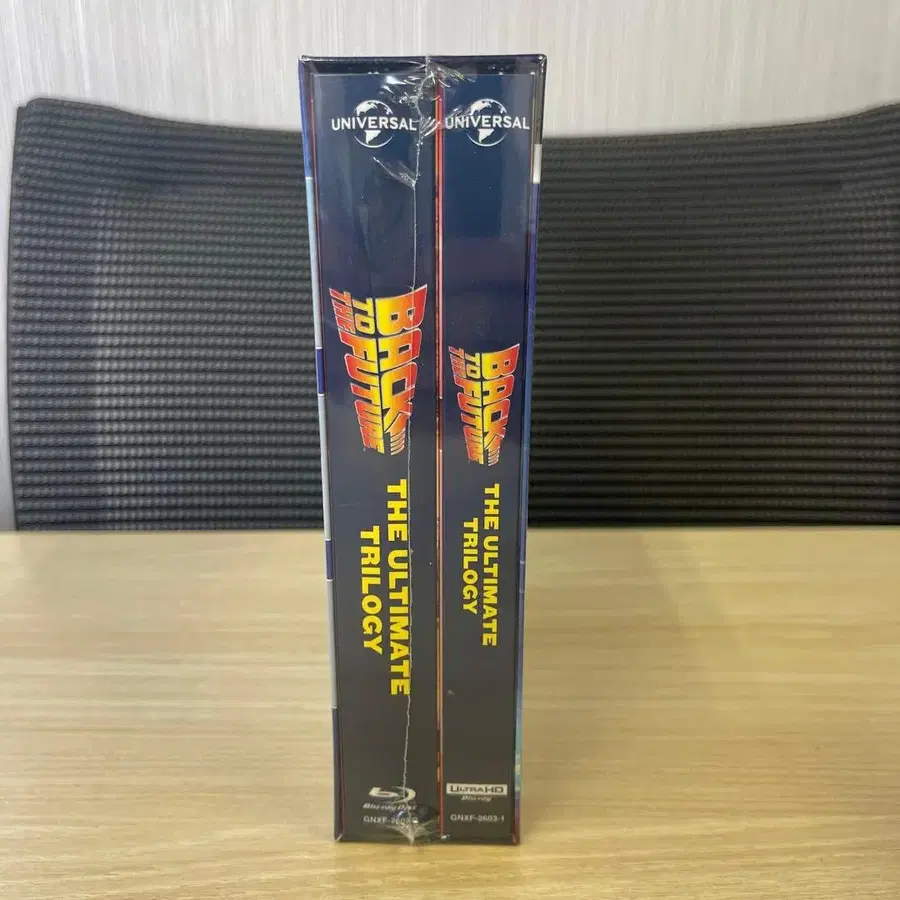 UNIVERSAL
BACK
TO THE
FUTURE
THE ULTIMATE
TRILOGY
Blu-ray Disc
UNIVERSAL
BACK
TO THE
FUTURE
THE ULTIMATE
TRILOGY
ULTRA HD
Blu-ray
GNXF-2603-1